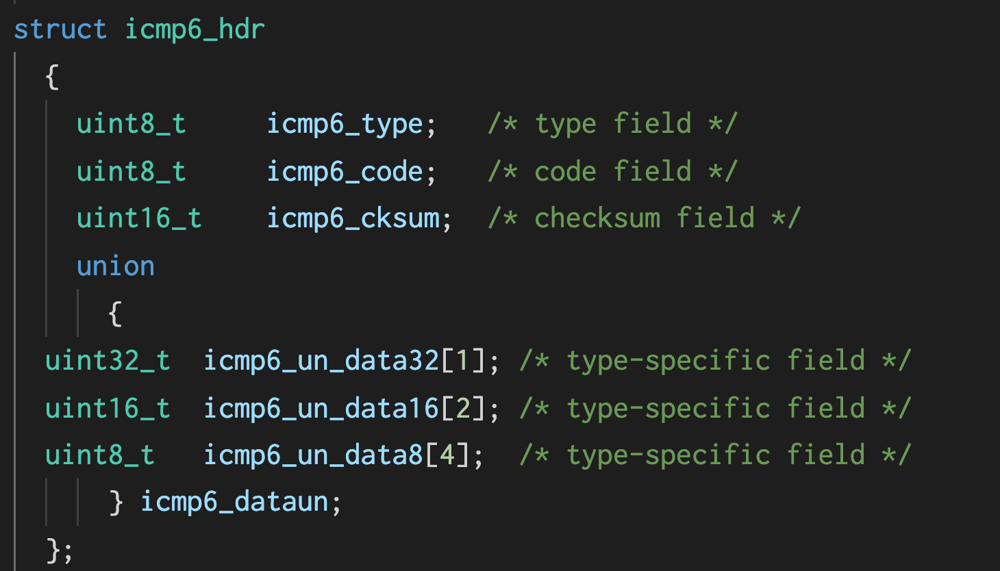 struct icmp6_hdr
  {
    uint8_t     icmp6_type;   /* type field */
    uint8_t     icmp6_code;   /* code field */
    uint16_t    icmp6_cksum;  /* checksum field */
    union
      {
  uint32_t  icmp6_un_data32[1]; /* type-specific field */
  uint16_t  icmp6_un_data16[2]; /* type-specific field */
  uint8_t   icmp6_un_data8[4];  /* type-specific field */
      } icmp6_dataun;
  };